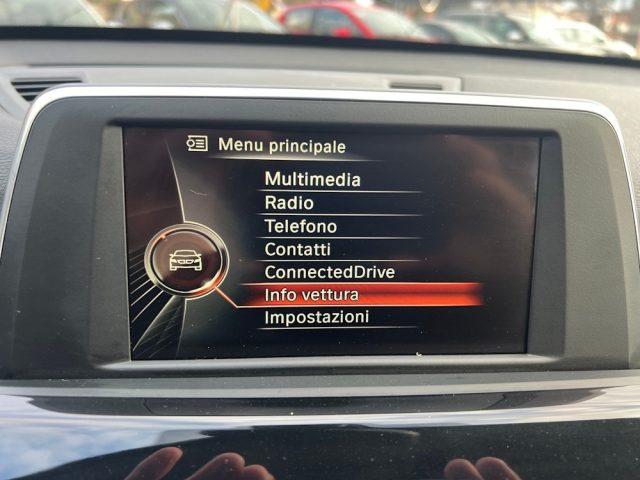 Menu principale
Multimedia
Radio
Telefono
Contatti
ConnectedDrive
Info vettura
Impostazioni